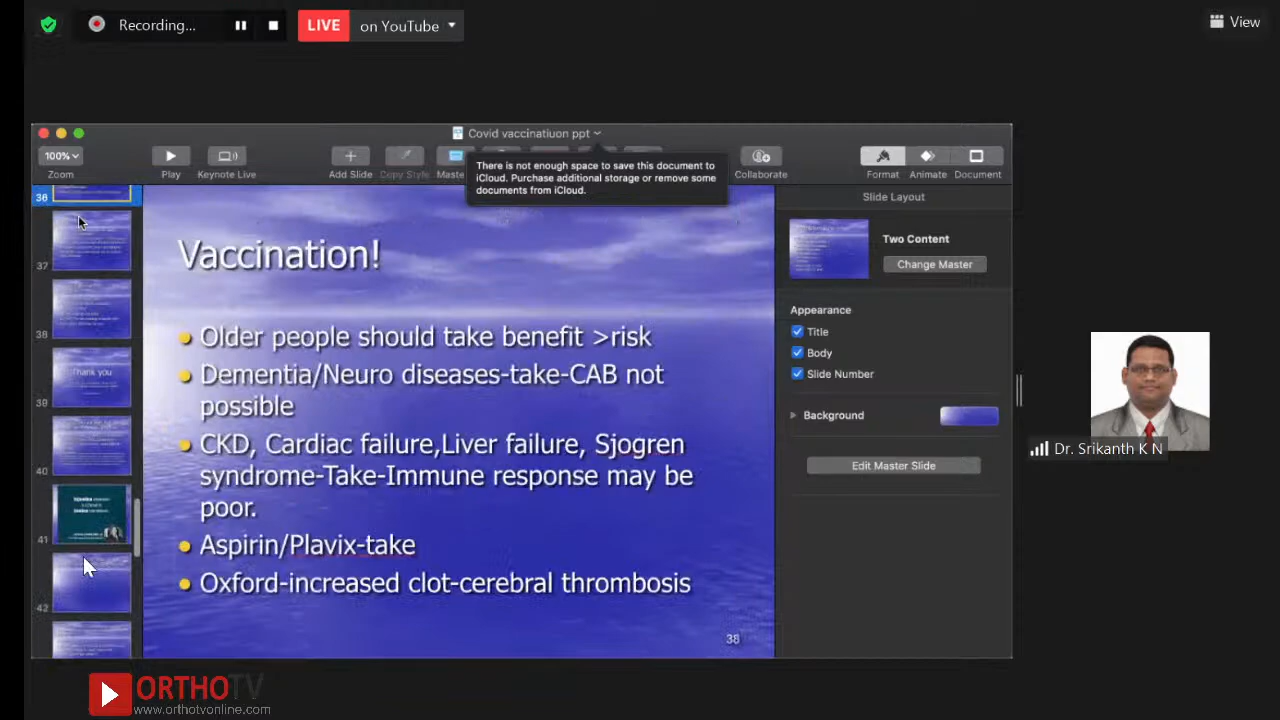 Recording...
LIVE on YouTube
View
Covid vaccinatiuon ppt
100%
Zoom
Play
Keynote Live
Add Slide
Copy Style
Maste
Collaborate
Format
Animate
Document
There is not enough space to save this document to
iCloud. Purchase additional storage or remove some
documents from iCloud.
36
37
38
Thank you
39
40
41
42
Vaccination!
Older people should take benefit >risk
Dementia/Neuro diseases-take-CAB not
possible
CKD, Cardiac failure,Liver failure, Sjogren
syndrome-Take-Immune response may be
poor.
Aspirin/Plavix-take
Oxford-increased clot-cerebral thrombosis
38
Slide Layout
Two Content
Change Master
Appearance
Title
Body
Slide Number
Background
Edit Master Slide
Dr. Srikanth K N
ORTHOTV
www.orthotvonline.com